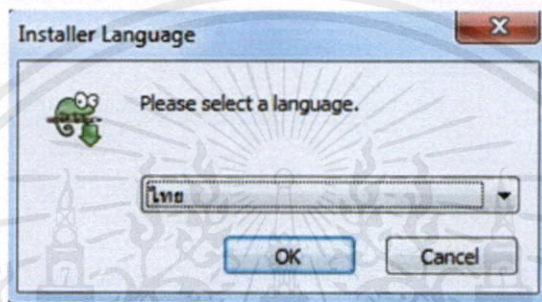 Installer Language
Please select a language.
ไทย
OK
Cancel